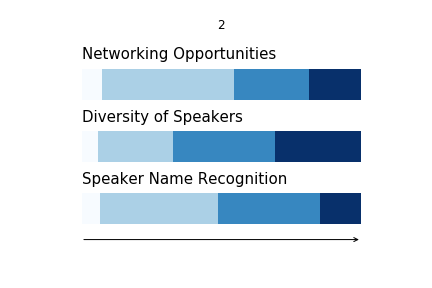 2
Networking Opportunities
Diversity of Speakers
Speaker Name Recognition